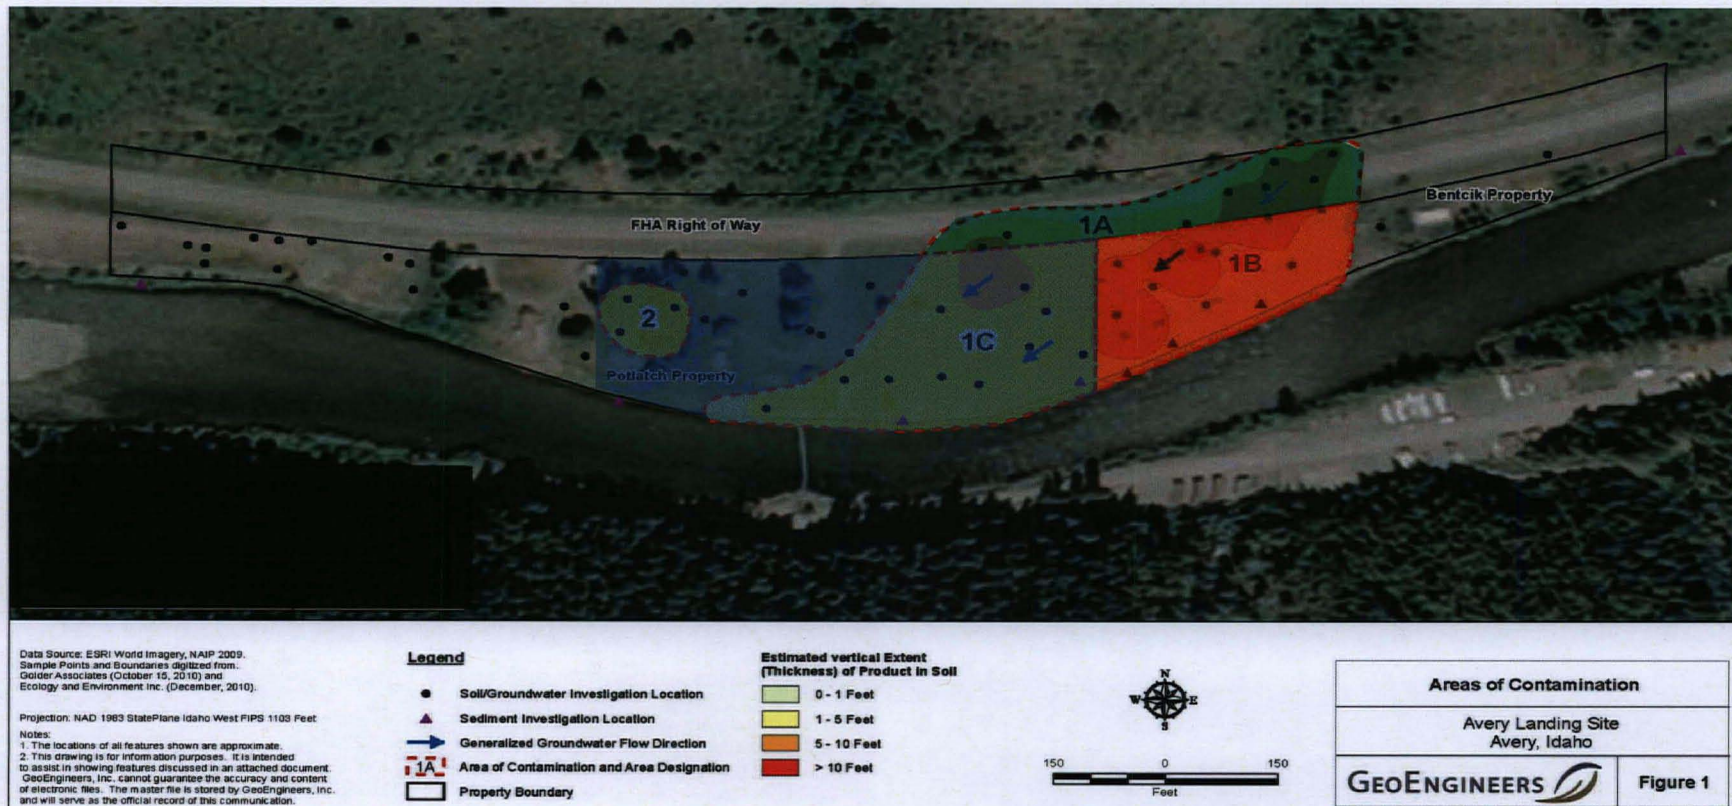 FHA Right of Way
1A
Bentcik Property
1B
2
1C
Potlatch Property
Data Source: ESRI World Imagery, NAIP 2009.
Sample Points and Boundaries digitized from:
Golder Associates (October 15, 2010) and
Ecology and Environment Inc. (December, 2010).
Projection: NAD 1983 StatePlane Idaho West FIPS 1103 Feet
Notes:
1. The locations of all features shown are approximate.
2. This drawing is for information purposes. It is intended
to assist in showing features discussed in an attached document.
GeoEngineers, Inc. cannot guarantee the accuracy and content
of electronic files. The master file is stored by GeoEngineers, Inc.
and will serve as the official record of this communication.
Legend
Soil/Groundwater Investigation Location
Sediment Investigation Location
Generalized Groundwater Flow Direction
1A Area of Contamination and Area Designation
Property Boundary
Estimated vertical Extent
(Thickness) of Product in Soil
0 - 1 Feet
1 - 5 Feet
5 - 10 Feet
> 10 Feet
N
W E
S
150 0 150
Feet
Areas of Contamination
Avery Landing Site
Avery, Idaho
GEOENGINEERS
Figure 1